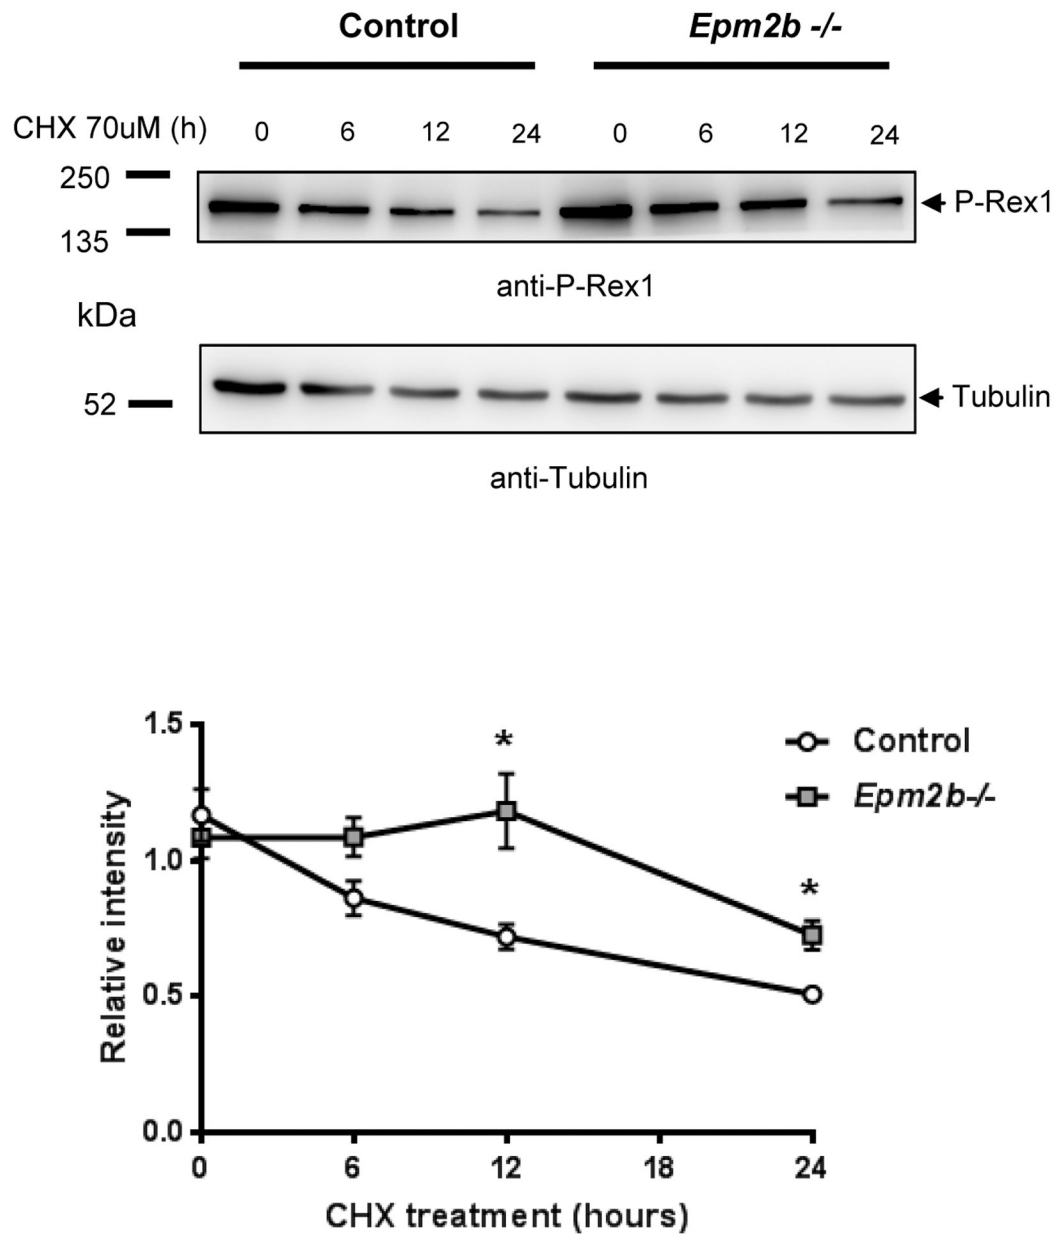 Control Epm2b -/-
CHX 70uM (h) 0 6 12 24 0 6 12 24
250
P-Rex1
135
anti-P-Rex1
kDa
52
Tubulin
anti-Tubulin
1.5
*
Control
Epm2b-/-
1.0
*
0.5
0.0
Relative intensity
0 6 12 18 24
CHX treatment (hours)